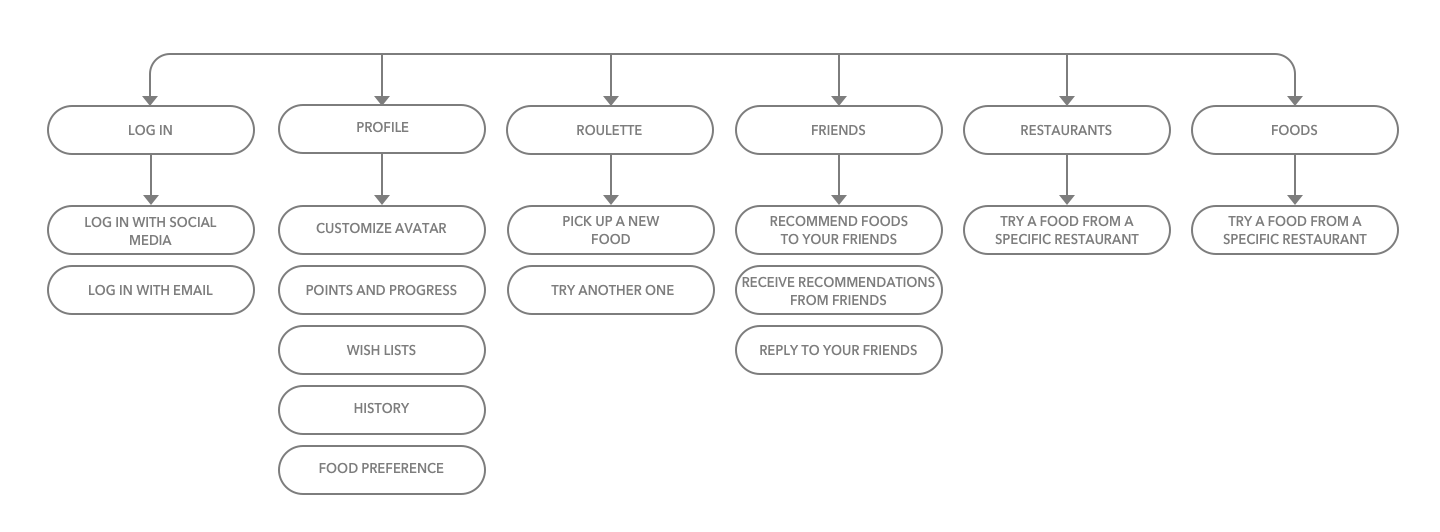 LOG IN
PROFILE
ROULETTE
FRIENDS
RESTAURANTS
FOODS
LOG IN WITH SOCIAL
MEDIA
LOG IN WITH EMAIL
CUSTOMIZE AVATAR
POINTS AND PROGRESS
WISH LISTS
HISTORY
FOOD PREFERENCE
PICK UP A NEW
FOOD
TRY ANOTHER ONE
RECOMMEND FOODS
TO YOUR FRIENDS
RECEIVE RECOMMENDATIONS
FROM FRIENDS
REPLY TO YOUR FRIENDS
TRY A FOOD FROM A
SPECIFIC RESTAURANT
TRY A FOOD FROM A
SPECIFIC RESTAURANT